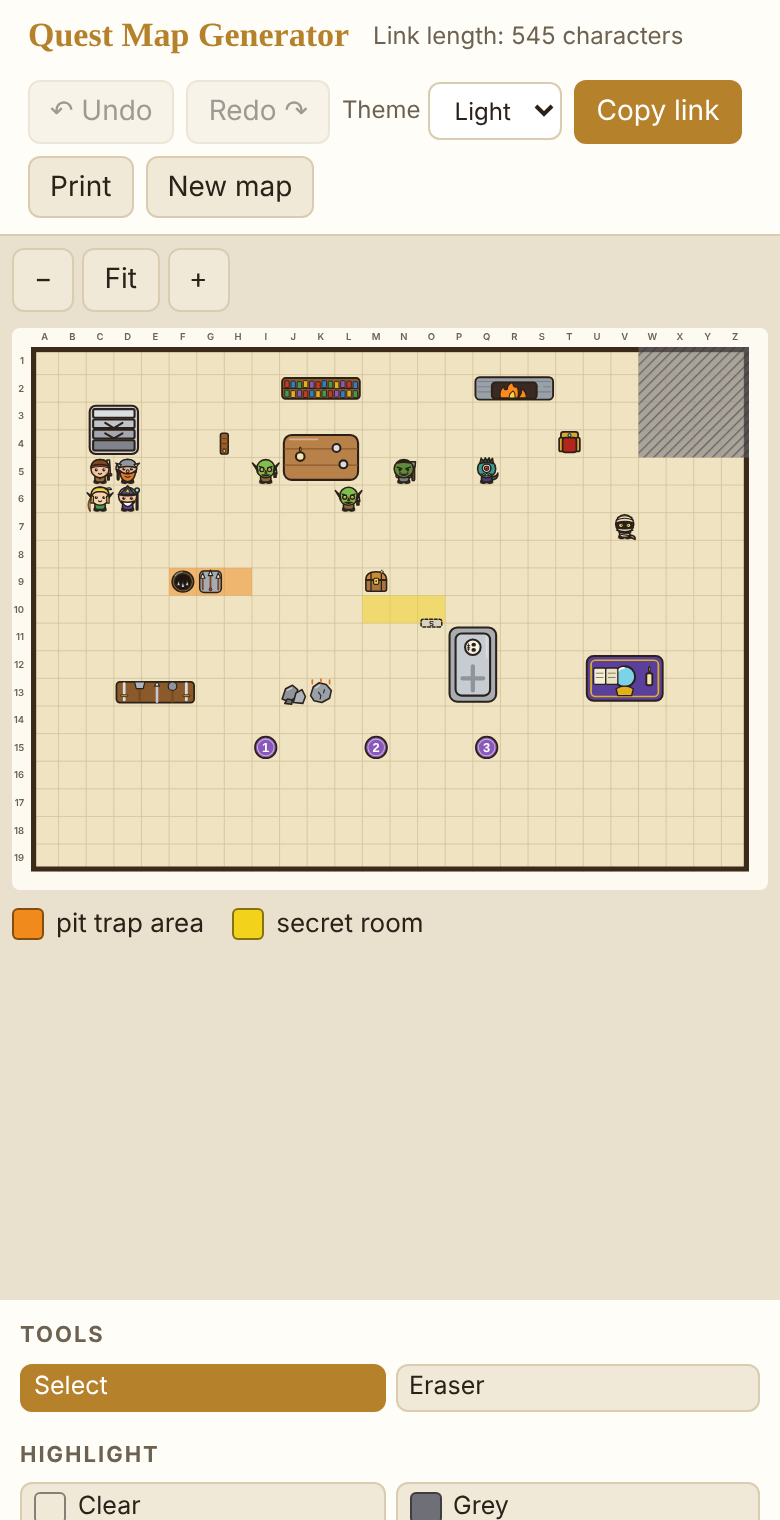 Quest Map Generator Link length: 545 characters
↶ Undo Redo ↷ Theme Light Copy link
Print New map
− Fit +
A B C D E F G H I J K L M N O P Q R S T U V W X Y Z
1
2
3
4
5
6
7
8
9
10
11
S
12
13
14
15 1 2 3
16
17
18
19
pit trap area secret room
TOOLS
Select Eraser
HIGHLIGHT
Clear Grey